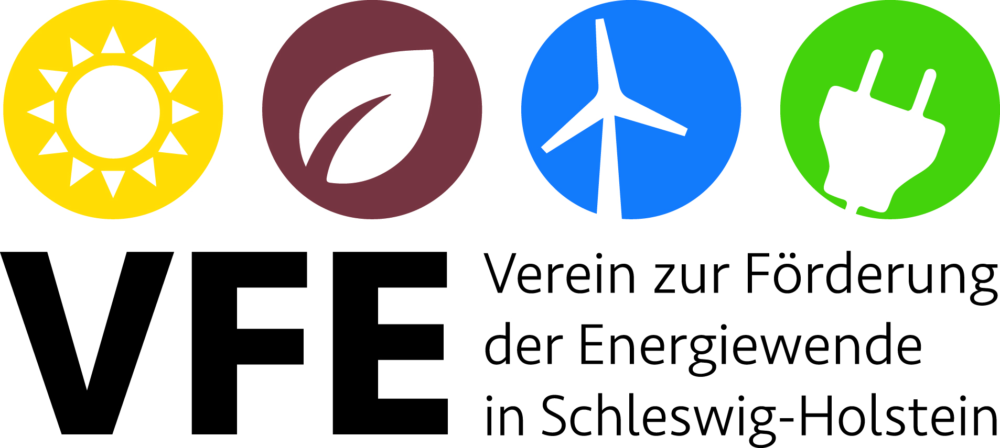 VFE
Verein zur Förderung
der Energiewende
in Schleswig-Holstein